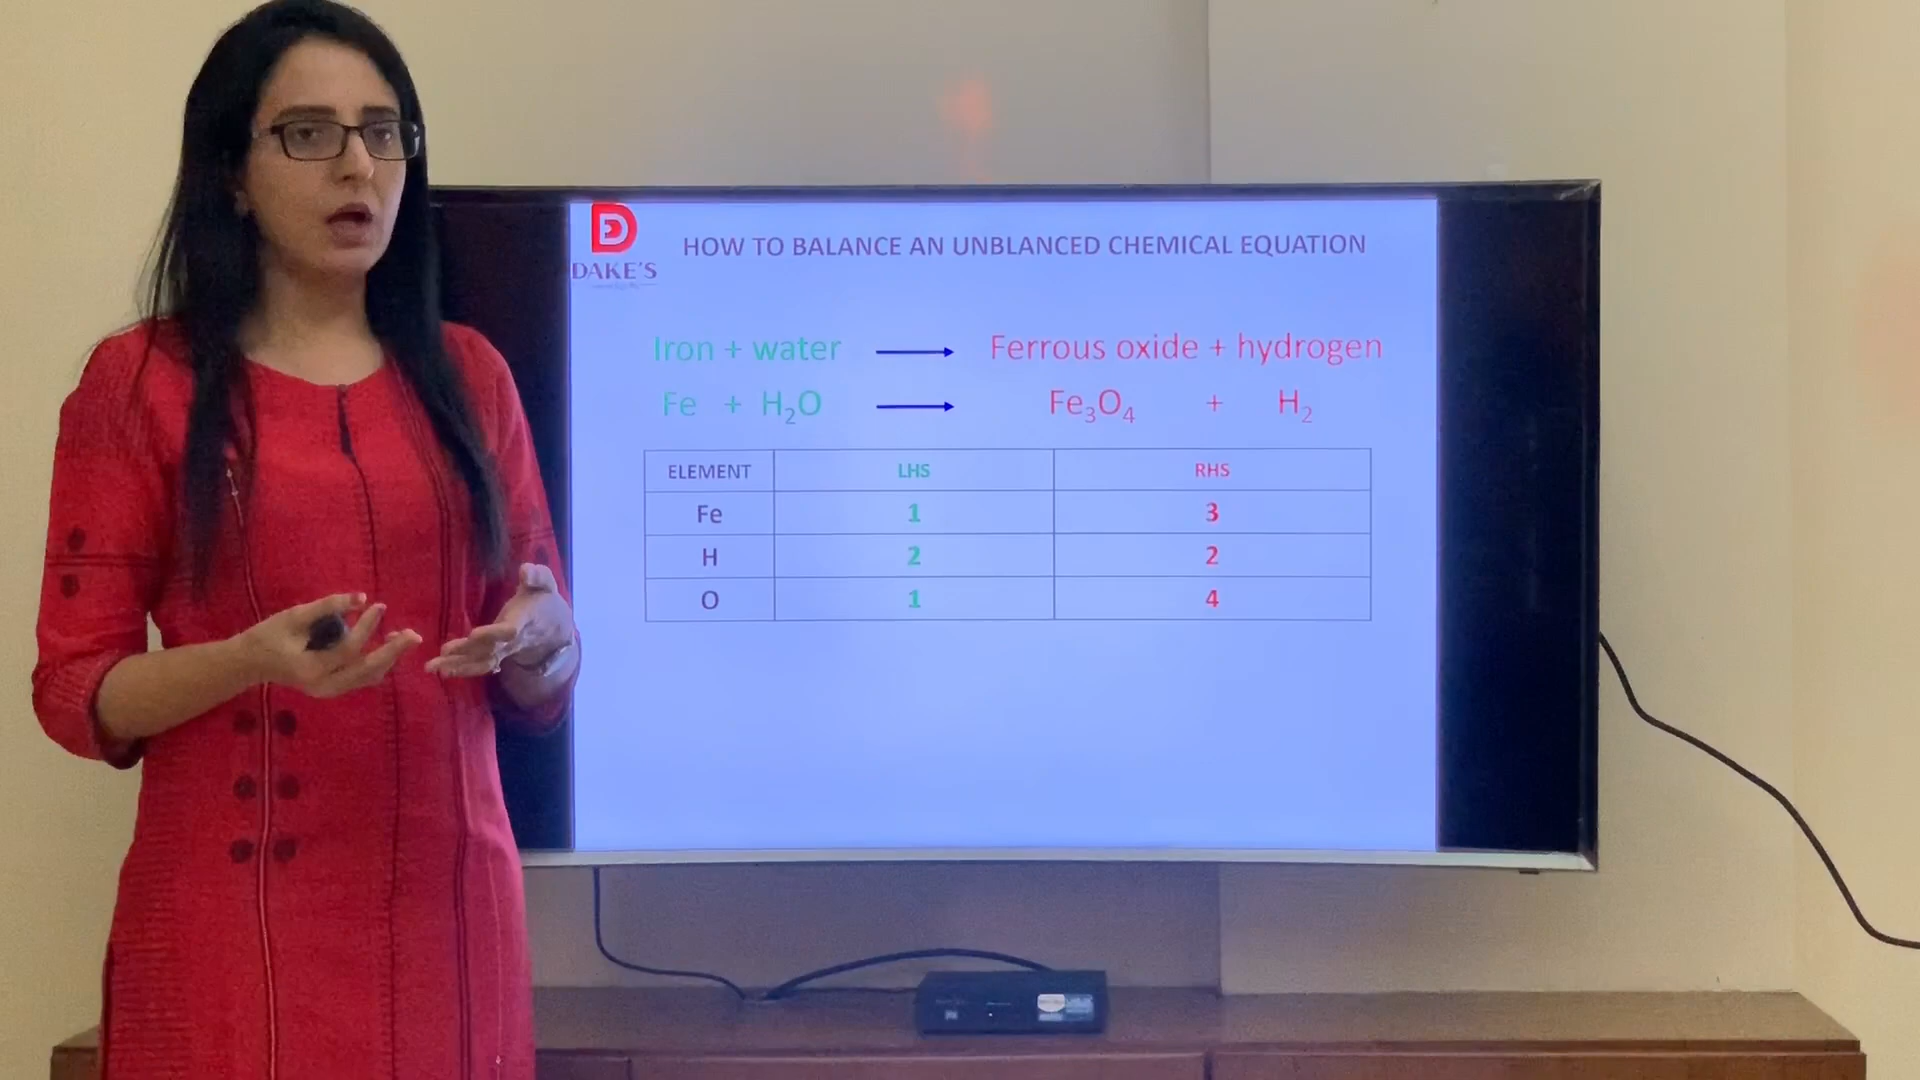 DAKE'S
HOW TO BALANCE AN UNBLANCED CHEMICAL EQUATION
Iron + water ⟶ Ferrous oxide + hydrogen
Fe + H₂O ⟶ Fe₃O₄ + H₂
ELEMENT LHS RHS
Fe 1 3
H 2 2
O 1 4